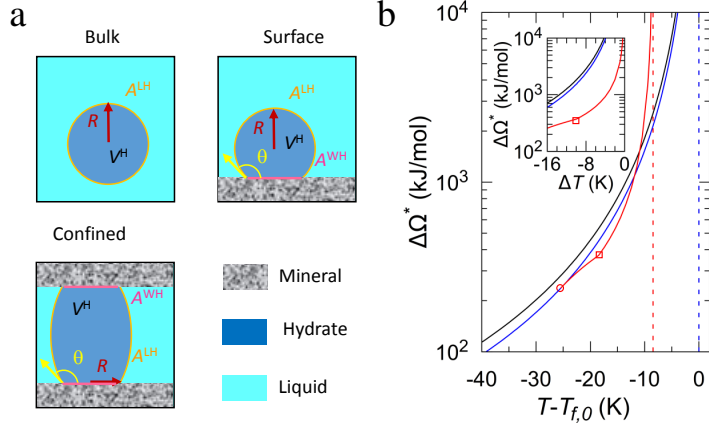 a
Bulk
A^LH
R
V^H
Surface
A^LH
R
V^H
θ
A^WH
Confined
V^H
A^WH
θ
R
A^LH
Mineral
Hydrate
Liquid
b
ΔΩ* (kJ/mol)
10^4
10^3
10^2
-40
-30
-20
-10
0
T-T_f,0 (K)
ΔΩ* (kJ/mol)
10^4
10^3
10^2
-16
-8
0
ΔT (K)